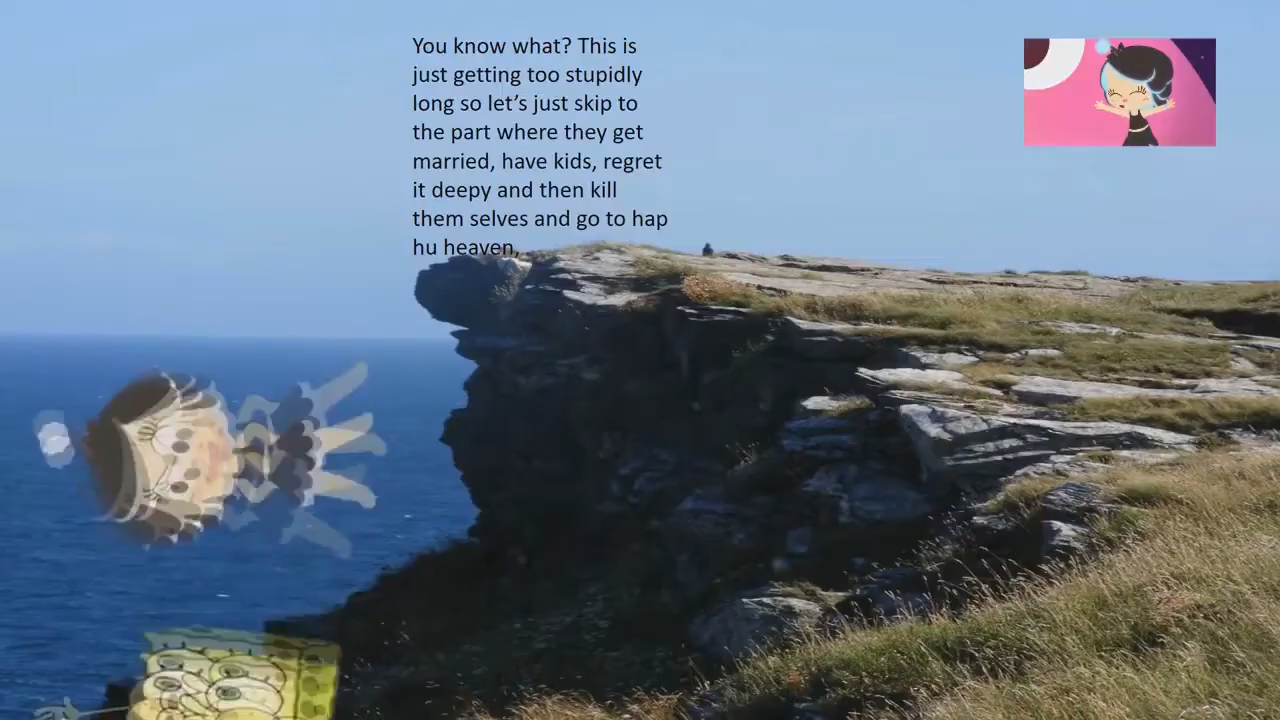 You know what? This is
just getting too stupidly
long so let’s just skip to
the part where they get
married, have kids, regret
it deepy and then kill
them selves and go to hap
hu heaven,